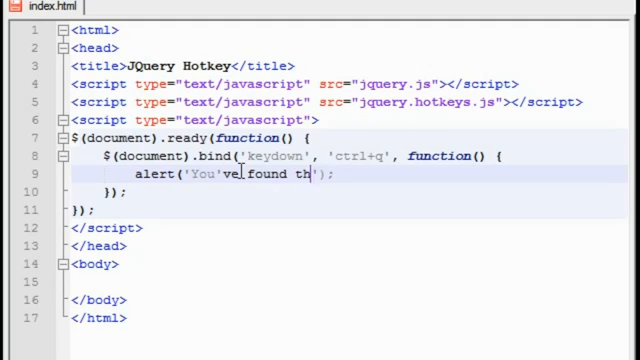 index.html
1 <html>
2 <head>
3 <title>JQuery Hotkey</title>
4 <script type="text/javascript" src="jquery.js"></script>
5 <script type="text/javascript" src="jquery.hotkeys.js"></script>
6 <script type="text/javascript">
7 $(document).ready(function() {
8 $(document).bind('keydown', 'ctrl+q', function() {
9 alert('You've found th');
10 });
11 });
12 </script>
13 </head>
14 <body>
15
16 </body>
17 </html>